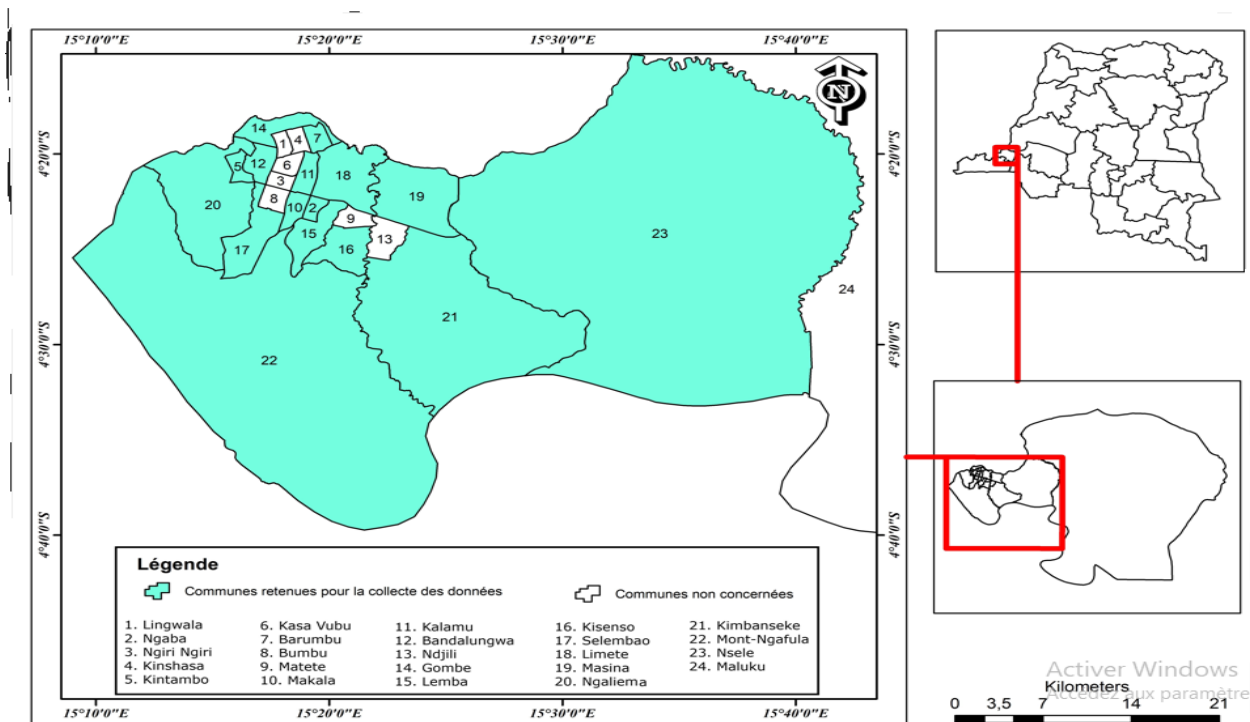 15°10'0"E 15°20'0"E 15°30'0"E 15°40'0"E
N
4°20'0"S 4°20'0"S
4°30'0"S 4°30'0"S
4°40'0"S 4°40'0"S
14 1 4 7
5 12 6 11 18
3 19
20 8 10 2 9
17 15 16 13 23
24
21
22
Légende
Communes retenues pour la collecte des données Communes non concernées
1. Lingwala 6. Kasa Vubu 11. Kalamu 16. Kisenso 21. Kimbanseke
2. Ngaba 7. Barumbu 12. Bandalungwa 17. Selembao 22. Mont-Ngafula
3. Ngiri Ngiri 8. Bumbu 13. Ndjili 18. Limete 23. Nsele
4. Kinshasa 9. Matete 14. Gombe 19. Masina 24. Maluku
5. Kintambo 10. Makala 15. Lemba 20. Ngaliema
15°10'0"E 15°20'0"E 15°30'0"E 15°40'0"E
Activer Windows
Accédez aux paramètre
Kilometers
0 3,5 7 14 21